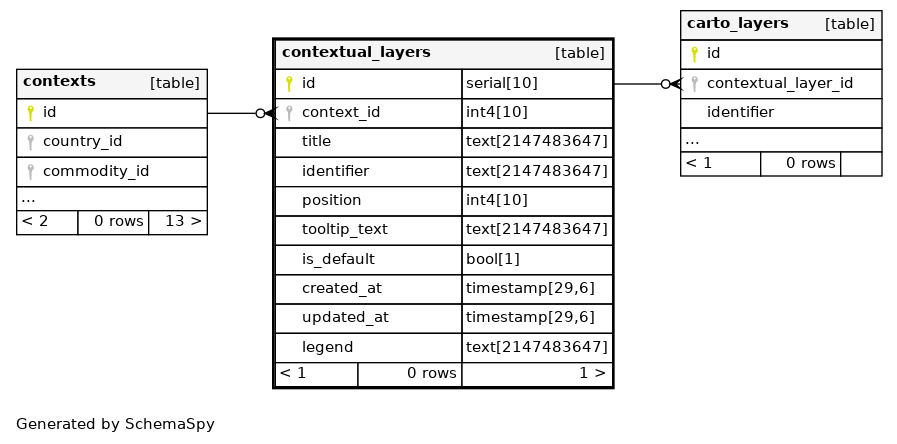 contexts [table]
id
country_id
commodity_id
...
< 2 0 rows 13 >
contextual_layers [table]
id serial[10]
context_id int4[10]
title text[2147483647]
identifier text[2147483647]
position int4[10]
tooltip_text text[2147483647]
is_default bool[1]
created_at timestamp[29,6]
updated_at timestamp[29,6]
legend text[2147483647]
< 1 0 rows 1 >
carto_layers [table]
id
contextual_layer_id
identifier
...
< 1 0 rows
Generated by SchemaSpy